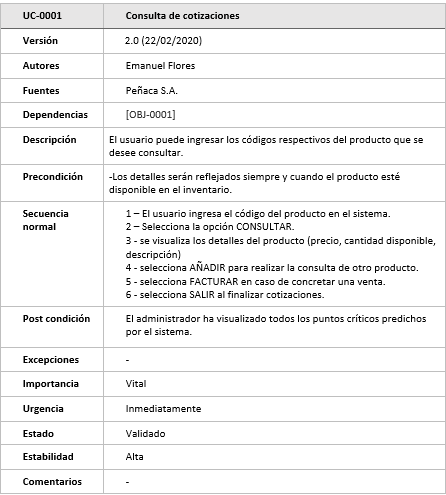 UC-0001 Consulta de cotizaciones
Versión 2.0 (22/02/2020)
Autores Emanuel Flores
Fuentes Peñaca S.A.
Dependencias [OBJ-0001]
Descripción El usuario puede ingresar los códigos respectivos del producto que se
desee consultar.
Precondición -Los detalles serán reflejados siempre y cuando el producto esté
disponible en el inventario.
Secuencia
normal
1 – El usuario ingresa el código del producto en el sistema.
2 – Selecciona la opción CONSULTAR.
3 - se visualiza los detalles del producto (precio, cantidad disponible,
descripción)
4 - selecciona AÑADIR para realizar la consulta de otro producto.
5 - selecciona FACTURAR en caso de concretar una venta.
6 - selecciona SALIR al finalizar cotizaciones.
Post condición El administrador ha visualizado todos los puntos críticos predichos
por el sistema.
Excepciones -
Importancia Vital
Urgencia Inmediatamente
Estado Validado
Estabilidad Alta
Comentarios -